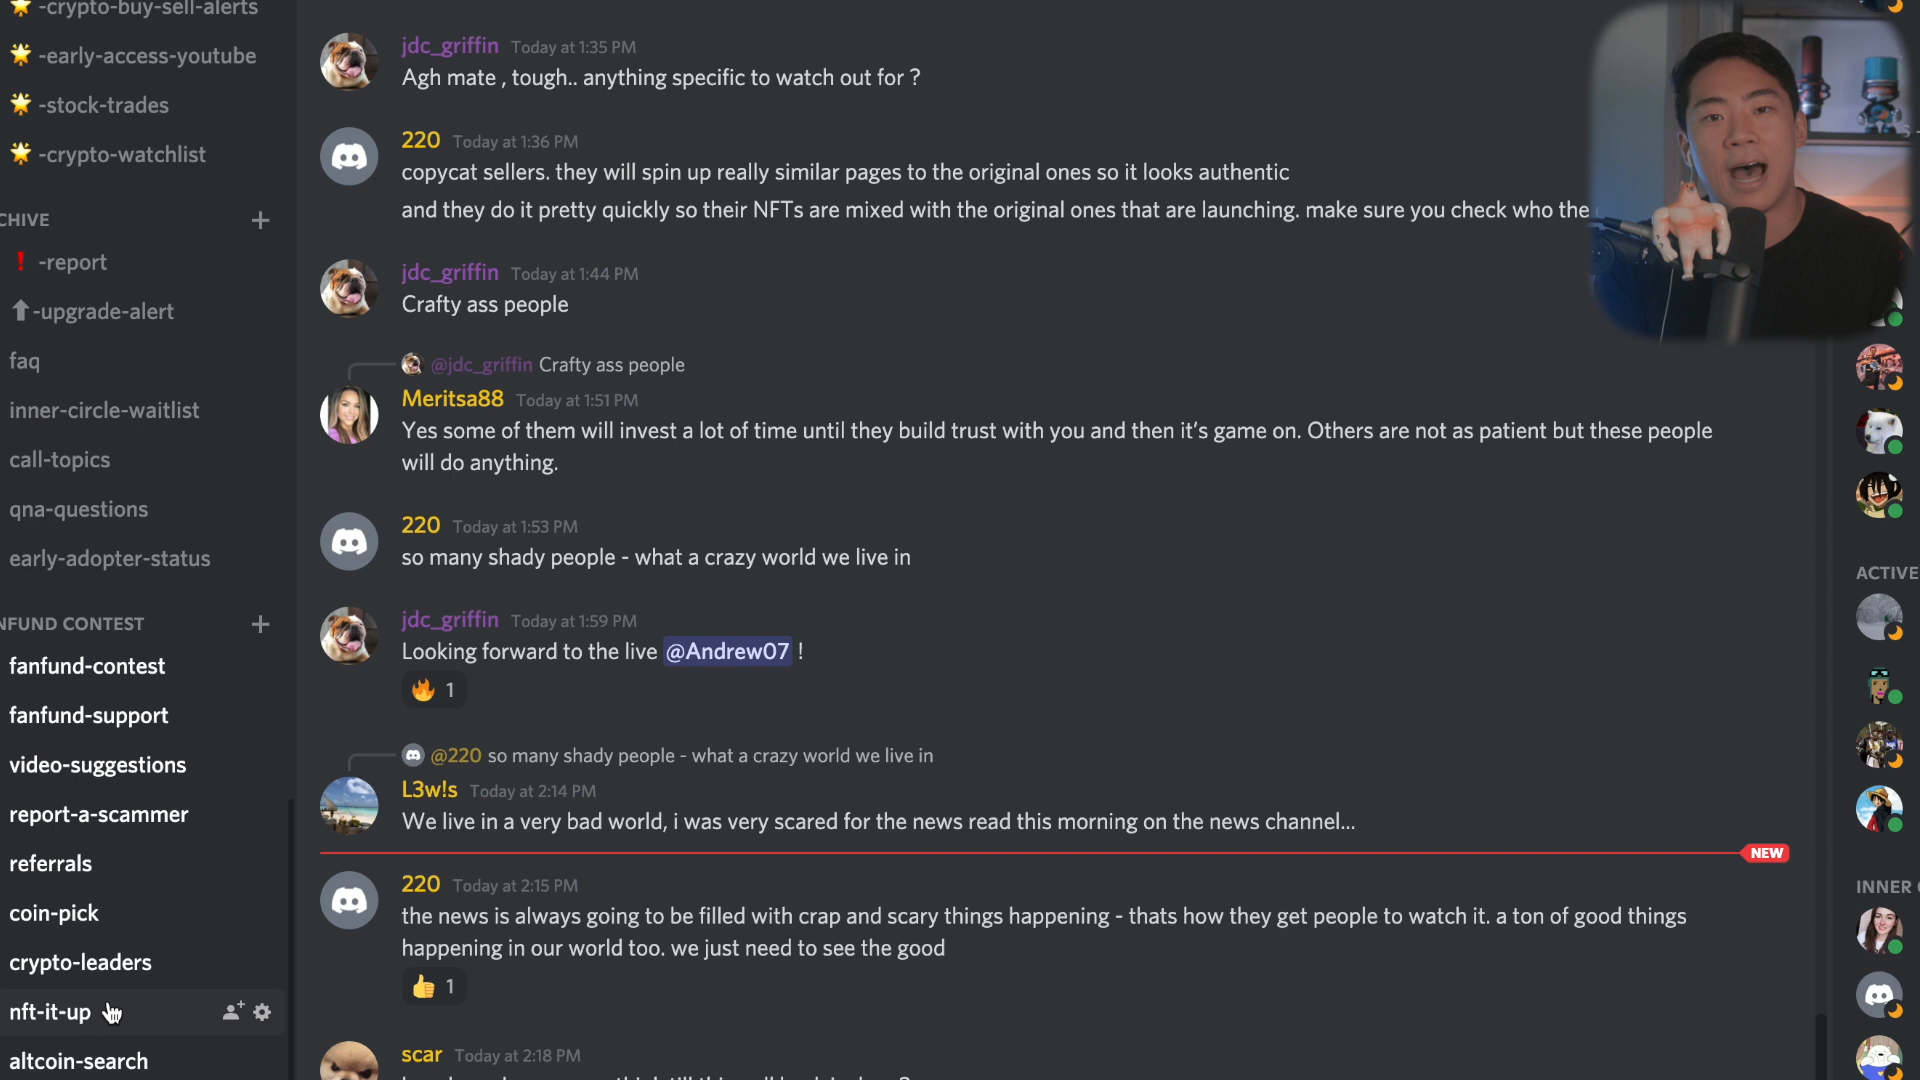 -crypto-buy-sell-alerts
-early-access-youtube
-stock-trades
-crypto-watchlist
CHIVE
-report
-upgrade-alert
faq
inner-circle-waitlist
call-topics
qna-questions
early-adopter-status
NFUND CONTEST
fanfund-contest
fanfund-support
video-suggestions
report-a-scammer
referrals
coin-pick
crypto-leaders
nft-it-up
altcoin-search
jdc_griffin Today at 1:35 PM
Agh mate , tough.. anything specific to watch out for ?
220 Today at 1:36 PM
copycat sellers. they will spin up really similar pages to the original ones so it looks authentic
and they do it pretty quickly so their NFTs are mixed with the original ones that are launching. make sure you check who the
jdc_griffin Today at 1:44 PM
Crafty ass people
@jdc_griffin Crafty ass people
Meritsa88 Today at 1:51 PM
Yes some of them will invest a lot of time until they build trust with you and then it's game on. Others are not as patient but these people
will do anything.
220 Today at 1:53 PM
so many shady people - what a crazy world we live in
jdc_griffin Today at 1:59 PM
Looking forward to the live @Andrew07 !
1
@220 so many shady people - what a crazy world we live in
L3w!s Today at 2:14 PM
We live in a very bad world, i was very scared for the news read this morning on the news channel...
NEW
220 Today at 2:15 PM
the news is always going to be filled with crap and scary things happening - thats how they get people to watch it. a ton of good things
happening in our world too. we just need to see the good
1
scar Today at 2:18 PM
ACTIVE
INNER